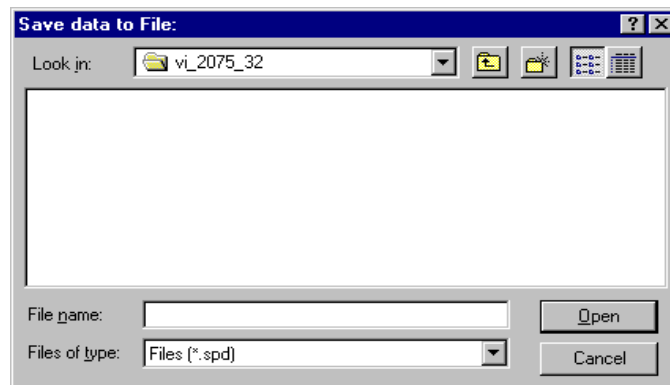 Save data to File:
Look in: vi_2075_32
File name: Open
Files of type: Files (*.spd) Cancel